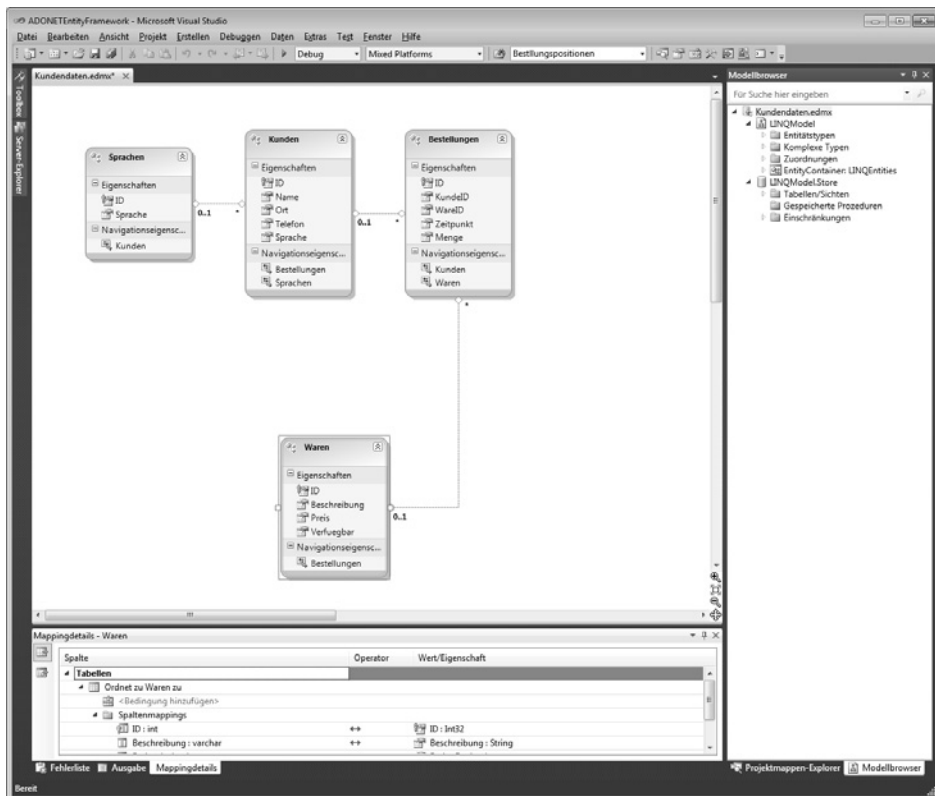 ADONETEntityFramework - Microsoft Visual Studio
Datei Bearbeiten Ansicht Projekt Erstellen Debuggen Daten Extras Test Fenster Hilfe
Debug Mixed Platforms Bestllungspositionen
Toolbox
Server-Explorer
Kundendaten.edmx*
Sprachen
Eigenschaften
ID
Sprache
Navigationseigensc...
Kunden
0..1 *
Kunden
Eigenschaften
ID
Name
Ort
Telefon
Sprache
Navigationseigensc...
Bestellungen
Sprachen
0..1 *
Bestellungen
Eigenschaften
ID
KundeID
WareID
Zeitpunkt
Menge
Navigationseigensc...
Kunden
Waren
*
Waren
Eigenschaften
ID
Beschreibung
Preis
Verfuegbar
Navigationseigensc...
Bestellungen
0..1
Modellbrowser
Für Suche hier eingeben
Kundendaten.edmx
LINQModel
Entitätstypen
Komplexe Typen
Zuordnungen
EntityContainer: LINQEntities
LINQModel.Store
Tabellen/Sichten
Gespeicherte Prozeduren
Einschränkungen
Mappingdetails - Waren
Spalte Operator Wert/Eigenschaft
Tabellen
Ordnet zu Waren zu
<Bedingung hinzufügen>
Spaltenmappings
ID : int ↔ ID : Int32
Beschreibung : varchar ↔ Beschreibung : String
Fehlerliste Ausgabe Mappingdetails
Projektmappen-Explorer Modellbrowser
Bereit